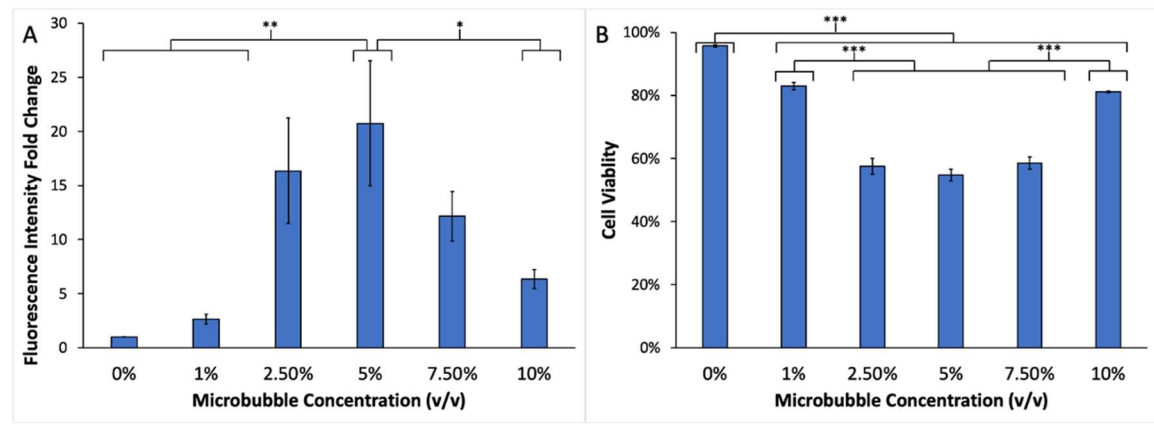 A
**
*
30
25
20
15
10
5
0
Fluorescence Intensity Fold Change
0% 1% 2.50% 5% 7.50% 10%
Microbubble Concentration (v/v)
B
***
***
***
100%
80%
60%
40%
20%
0%
Cell Viablity
0% 1% 2.50% 5% 7.50% 10%
Microbubble Concentration (v/v)